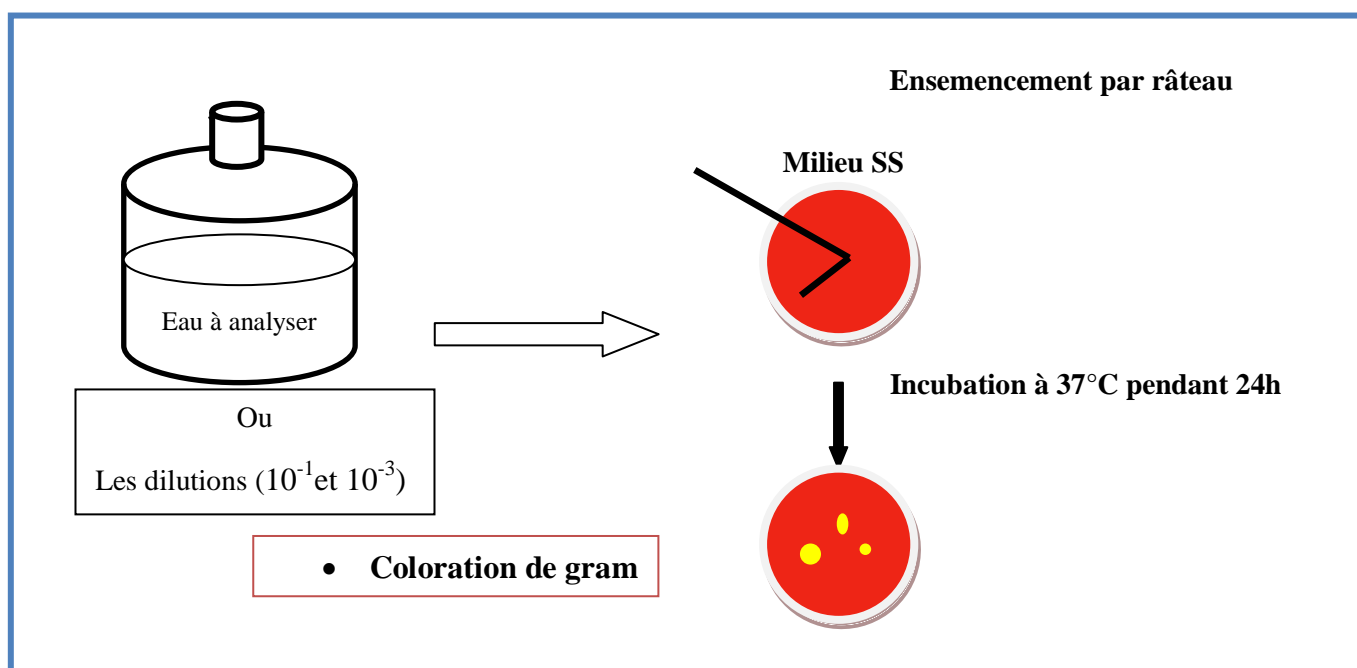 Ensemencement par râteau
Milieu SS
Eau à analyser
Incubation à 37°C pendant 24h
Ou
Les dilutions (10⁻¹et 10⁻³)
• Coloration de gram